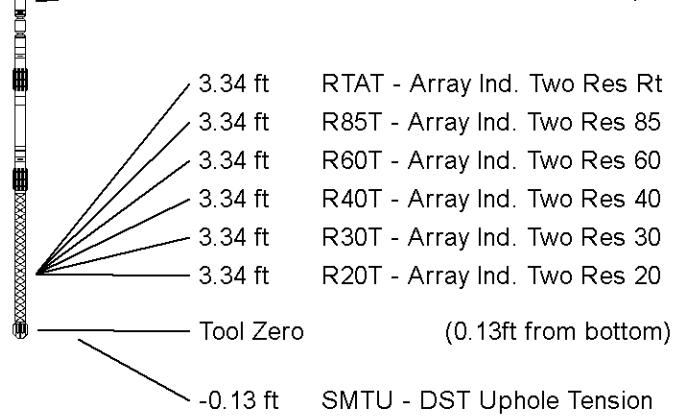 3.34 ft RTAT - Array Ind. Two Res Rt
3.34 ft R85T - Array Ind. Two Res 85
3.34 ft R60T - Array Ind. Two Res 60
3.34 ft R40T - Array Ind. Two Res 40
3.34 ft R30T - Array Ind. Two Res 30
3.34 ft R20T - Array Ind. Two Res 20
Tool Zero (0.13ft from bottom)
-0.13 ft SMTU - DST Uphole Tension